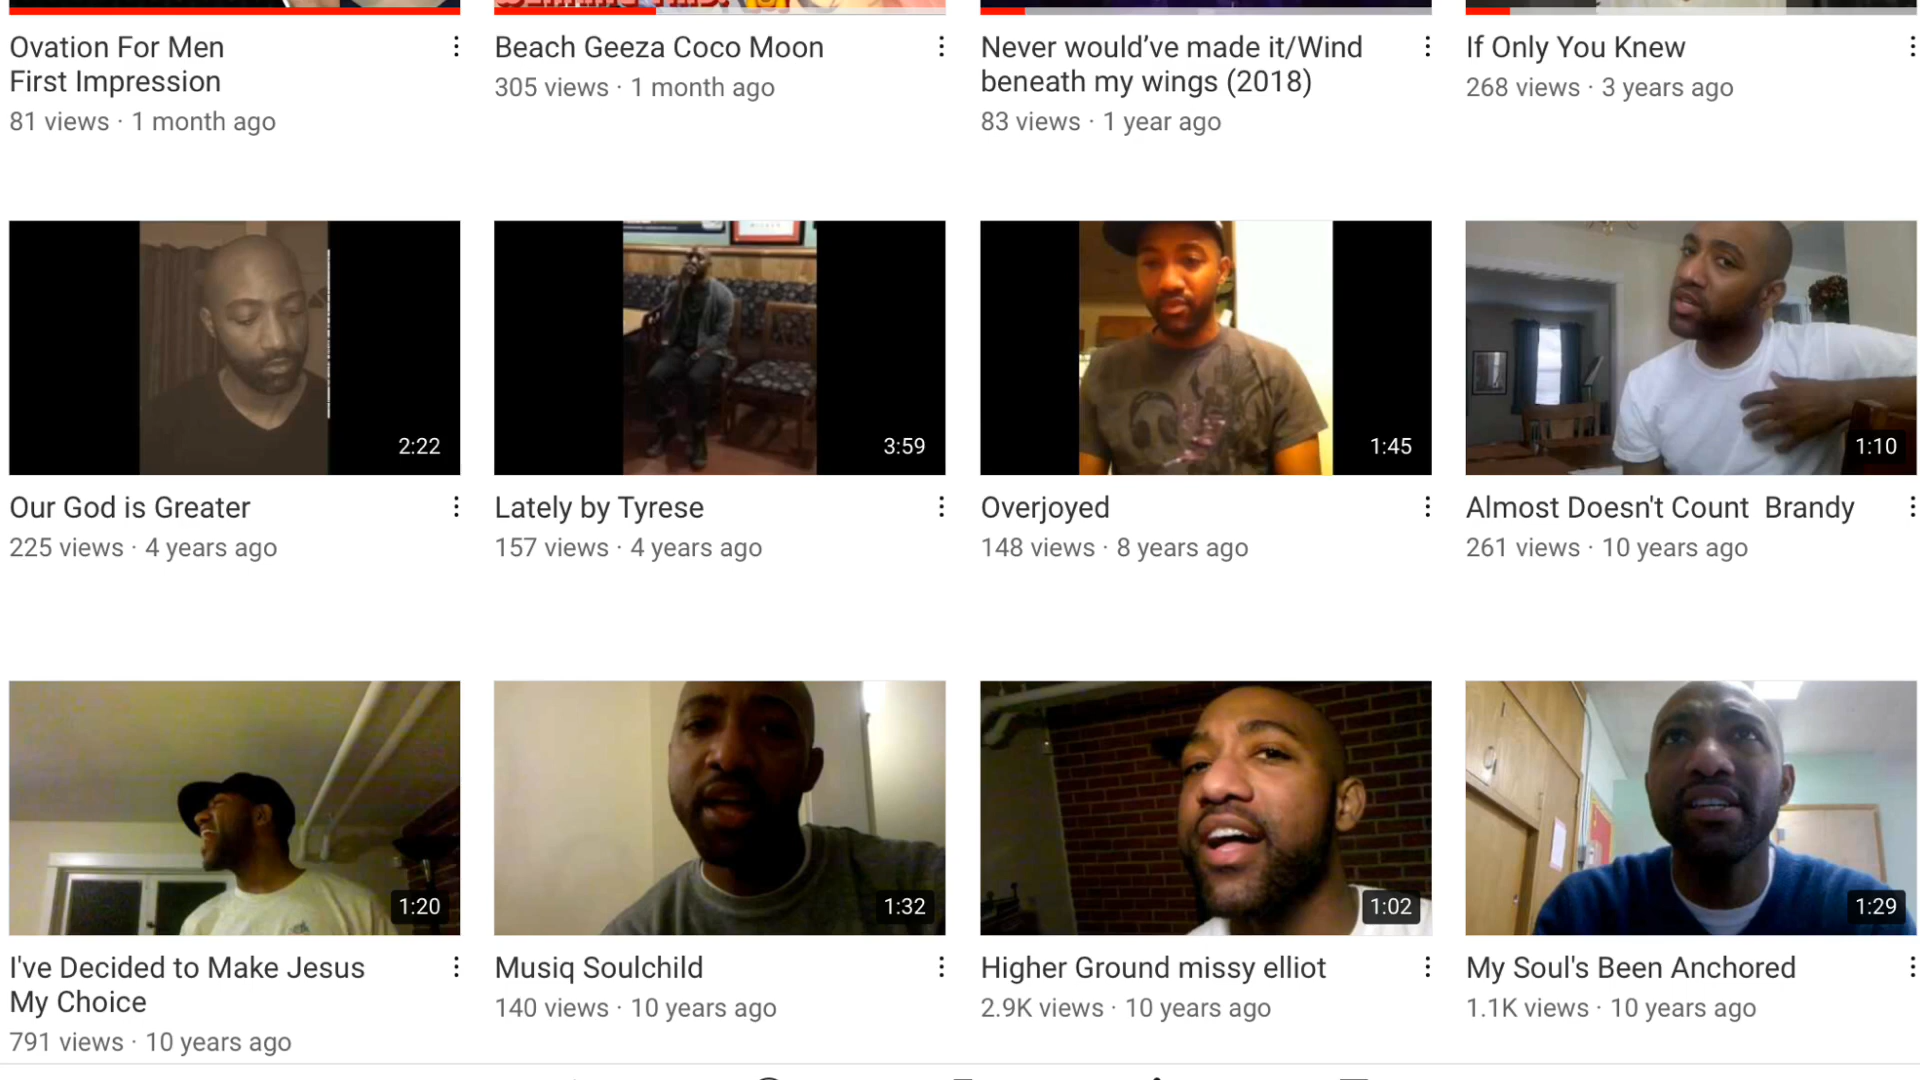 Ovation For Men
First Impression
81 views · 1 month ago
Beach Geeza Coco Moon
305 views · 1 month ago
Never would’ve made it/Wind
beneath my wings (2018)
83 views · 1 year ago
If Only You Knew
268 views · 3 years ago
2:22
3:59
1:45
1:10
Our God is Greater
225 views · 4 years ago
Lately by Tyrese
157 views · 4 years ago
Overjoyed
148 views · 8 years ago
Almost Doesn't Count  Brandy
261 views · 10 years ago
1:20
1:32
1:02
1:29
I've Decided to Make Jesus
My Choice
791 views · 10 years ago
Musiq Soulchild
140 views · 10 years ago
Higher Ground missy elliot
2.9K views · 10 years ago
My Soul's Been Anchored
1.1K views · 10 years ago